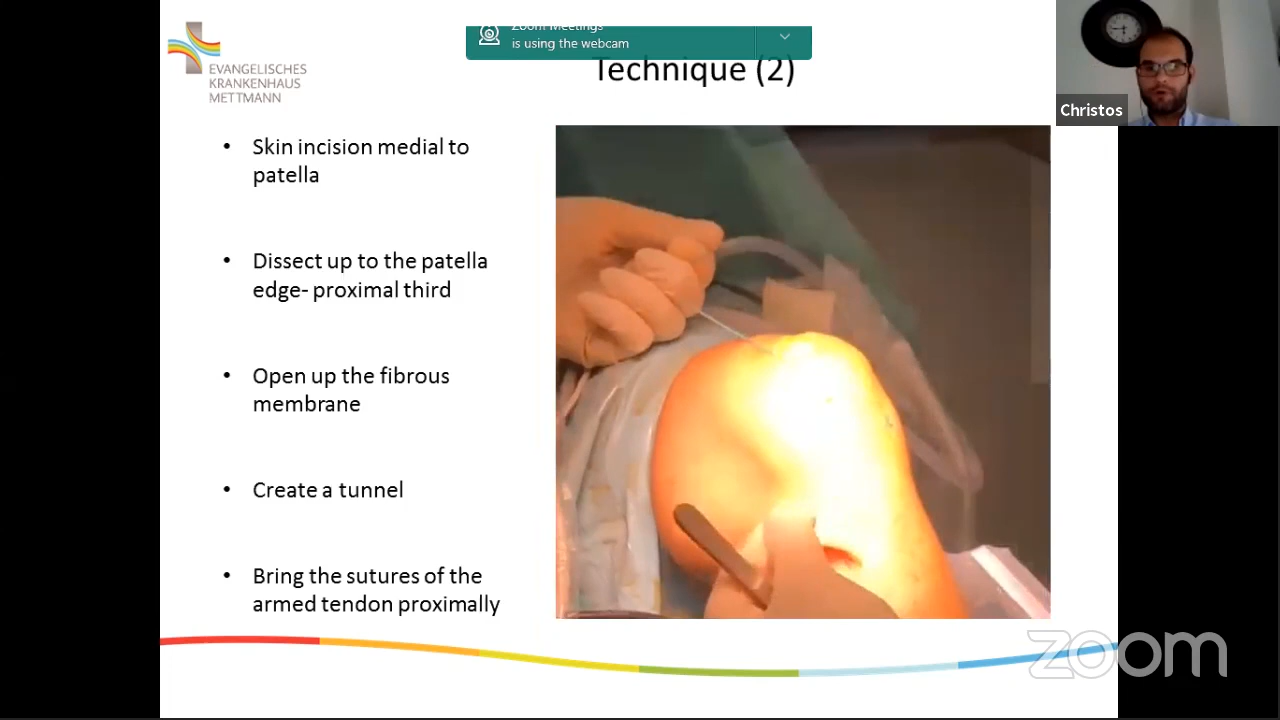 EVANGELISCHES
KRANKENHAUS
METTMANN
Zoom Meetings
is using the webcam
Technique (2)
Christos
• Skin incision medial to
patella
• Dissect up to the patella
edge- proximal third
• Open up the fibrous
membrane
• Create a tunnel
• Bring the sutures of the
armed tendon proximally
zoom